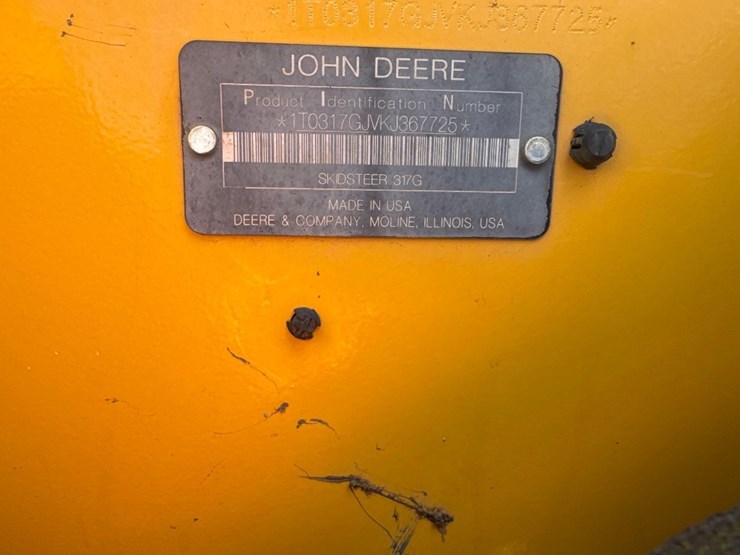 *1T0317GJVKJ367725*
JOHN DEERE
Product Identification Number
*1T0317GJVKJ367725*
SKIDSTEER 317G
MADE IN USA
DEERE & COMPANY, MOLINE, ILLINOIS, USA